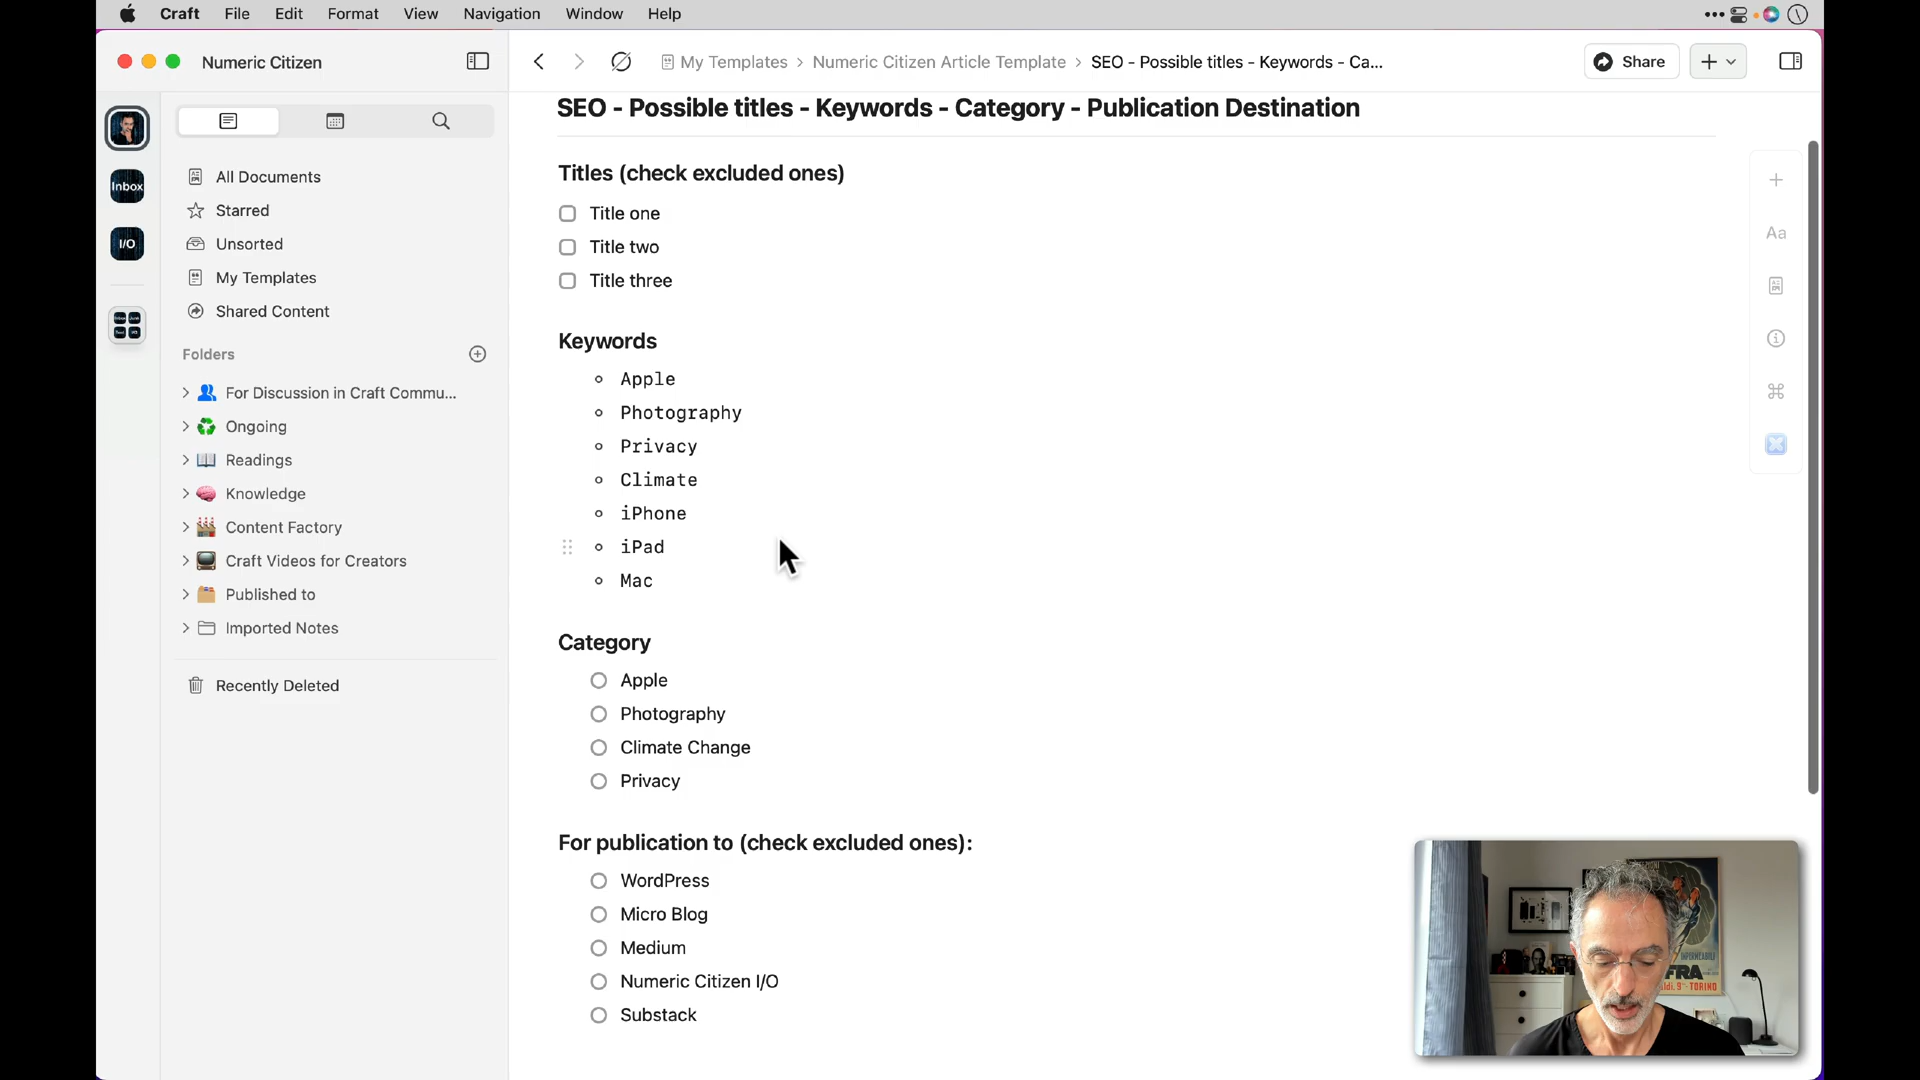 Craft File Edit Format View Navigation Window Help
Numeric Citizen
My Templates > Numeric Citizen Article Template > SEO - Possible titles - Keywords - Ca...
Share
Inbox
I/O
All Documents
Starred
Unsorted
My Templates
Shared Content
Folders
For Discussion in Craft Commu...
Ongoing
Readings
Knowledge
Content Factory
Craft Videos for Creators
Published to
Imported Notes
Recently Deleted
SEO - Possible titles - Keywords - Category - Publication Destination
Titles (check excluded ones)
Title one
Title two
Title three
Keywords
Apple
Photography
Privacy
Climate
iPhone
iPad
Mac
Category
Apple
Photography
Climate Change
Privacy
For publication to (check excluded ones):
WordPress
Micro Blog
Medium
Numeric Citizen I/O
Substack
Aa